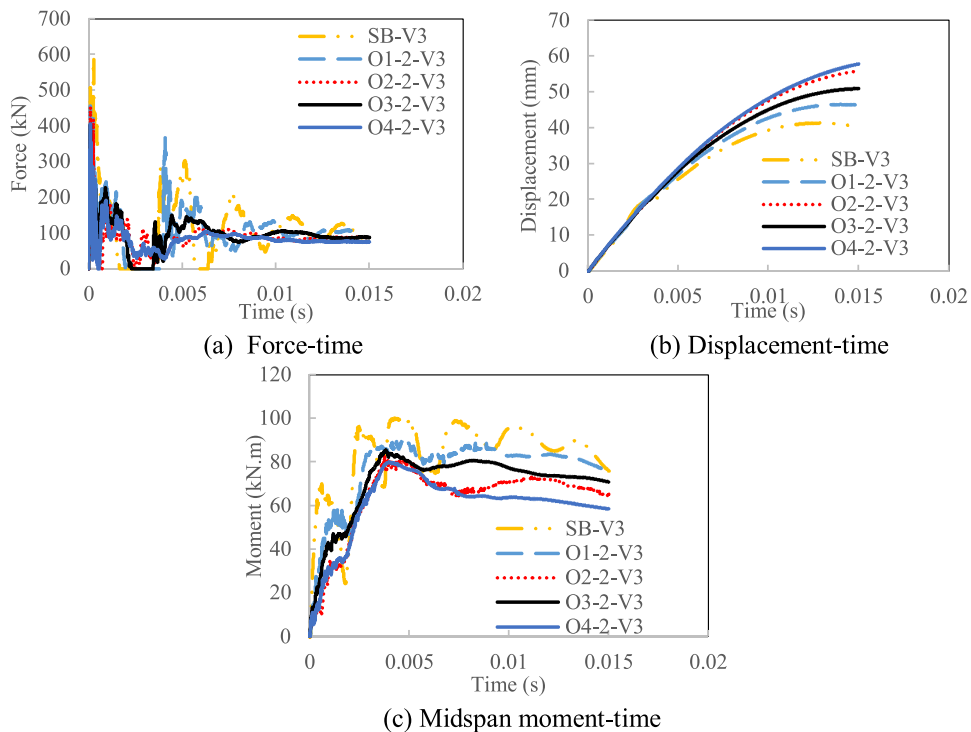 700
600
500
400
300
200
100
0
Force (kN)
0
0.005
0.01
0.015
0.02
Time (s)
SB-V3
O1-2-V3
O2-2-V3
O3-2-V3
O4-2-V3
(a) Force-time
70
60
50
40
30
20
10
0
Displacement (mm)
0
0.005
0.01
0.015
0.02
Time (s)
SB-V3
O1-2-V3
O2-2-V3
O3-2-V3
O4-2-V3
(b) Displacement-time
120
100
80
60
40
20
0
Moment (kN.m)
0
0.005
0.01
0.015
0.02
Time (s)
SB-V3
O1-2-V3
O2-2-V3
O3-2-V3
O4-2-V3
(c) Midspan moment-time